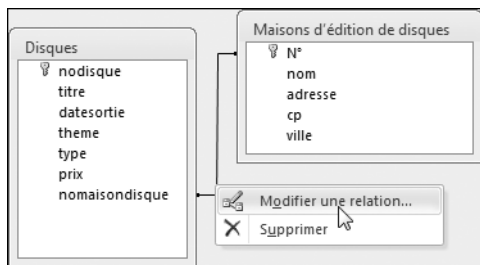 Disques
nodisque
titre
datesortie
theme
type
prix
nomaisondisque
Maisons d'édition de disques
N°
nom
adresse
cp
ville
Modifier une relation...
Supprimer